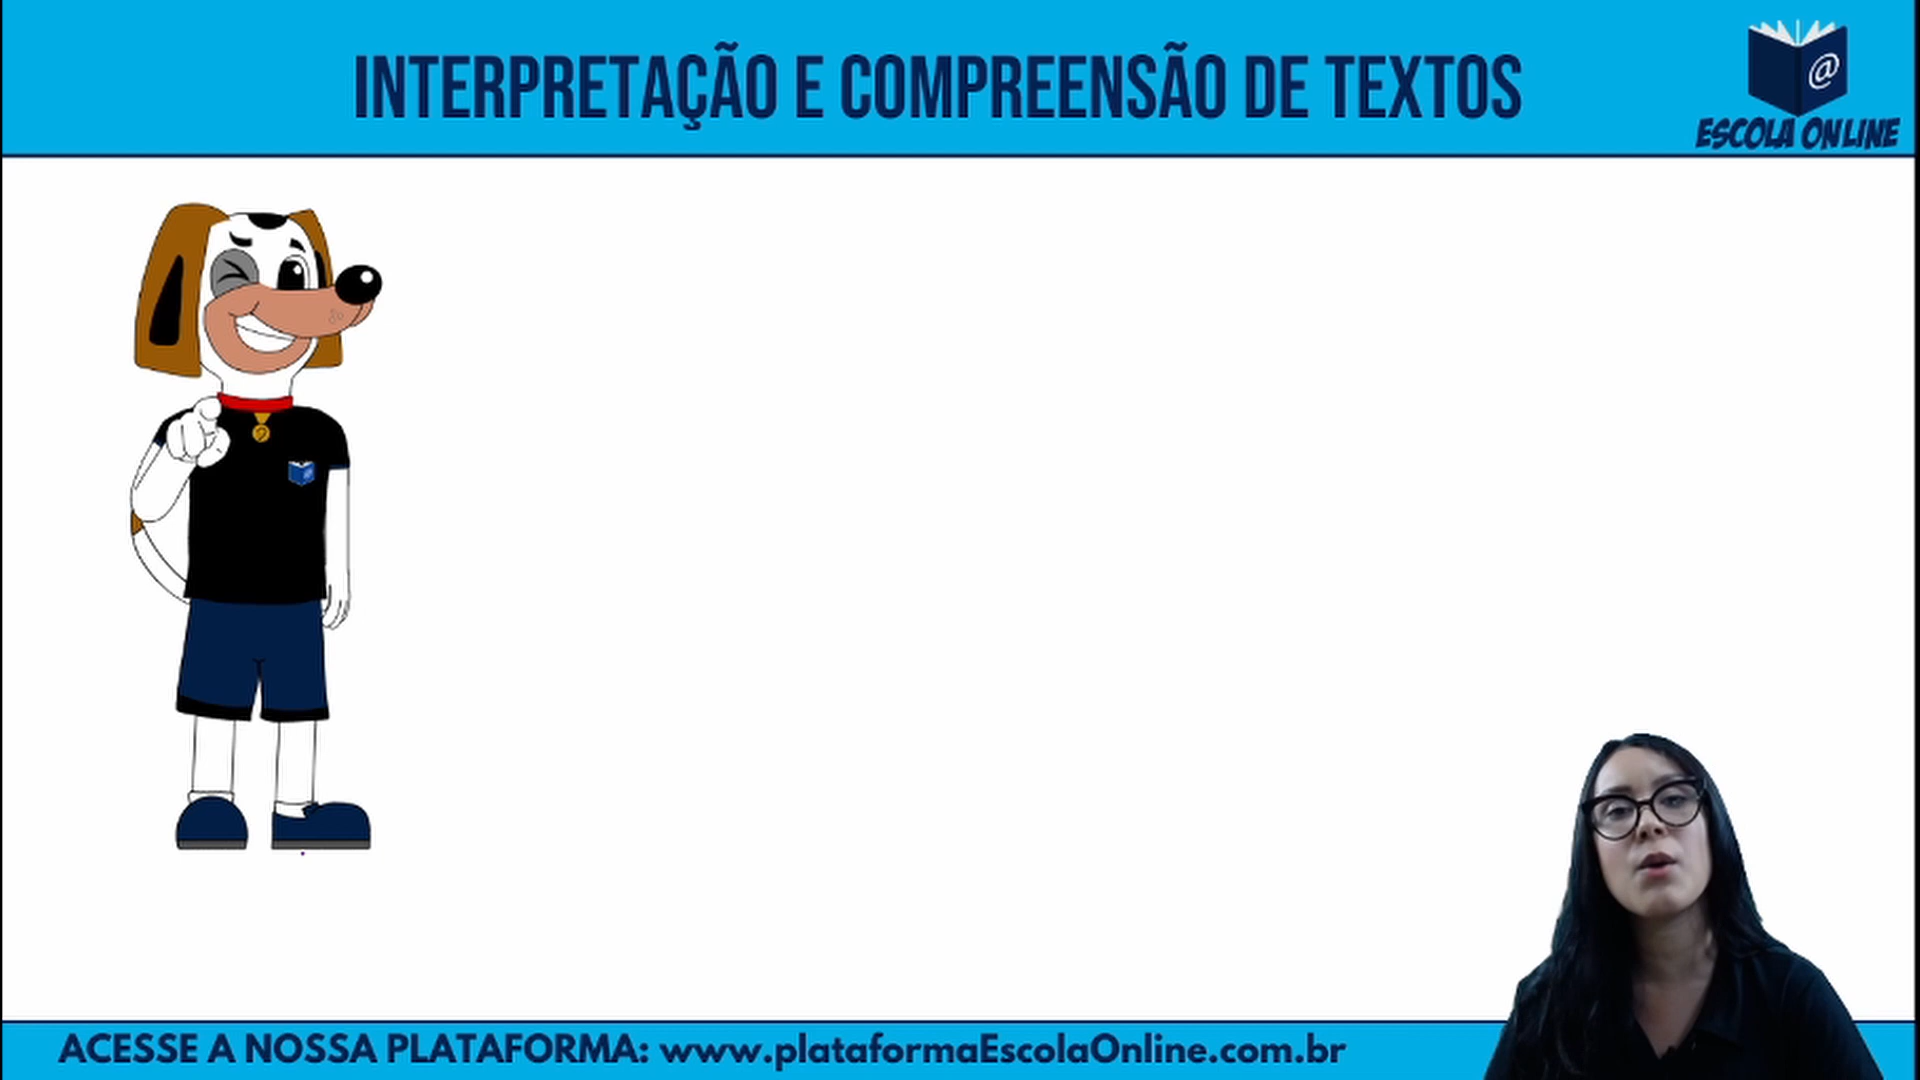 INTERPRETAÇÃO E COMPREENSÃO DE TEXTOS
@
ESCOLA ONLINE
ACESSE A NOSSA PLATAFORMA: www.plataformaEscolaOnline.com.br